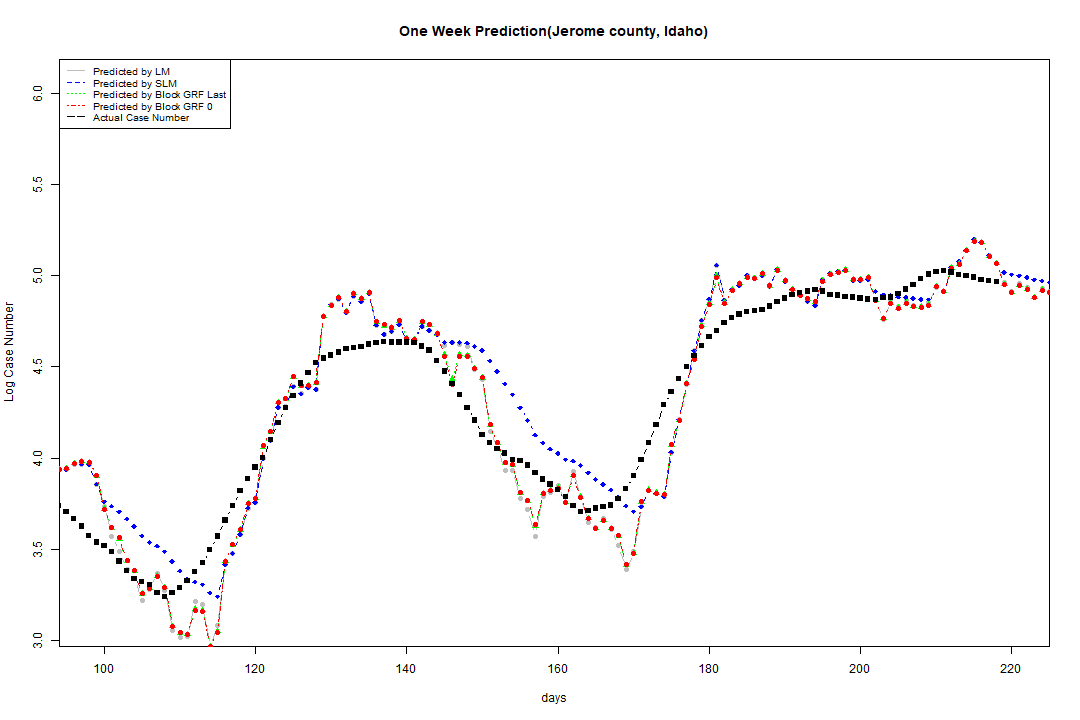 One Week Prediction(Jerome county, Idaho)
Predicted by LM
Predicted by SLM
Predicted by Block GRF Last
Predicted by Block GRF 0
Actual Case Number
6.0
5.5
5.0
4.5
4.0
3.5
3.0
Log Case Number
100 120 140 160 180 200 220
days